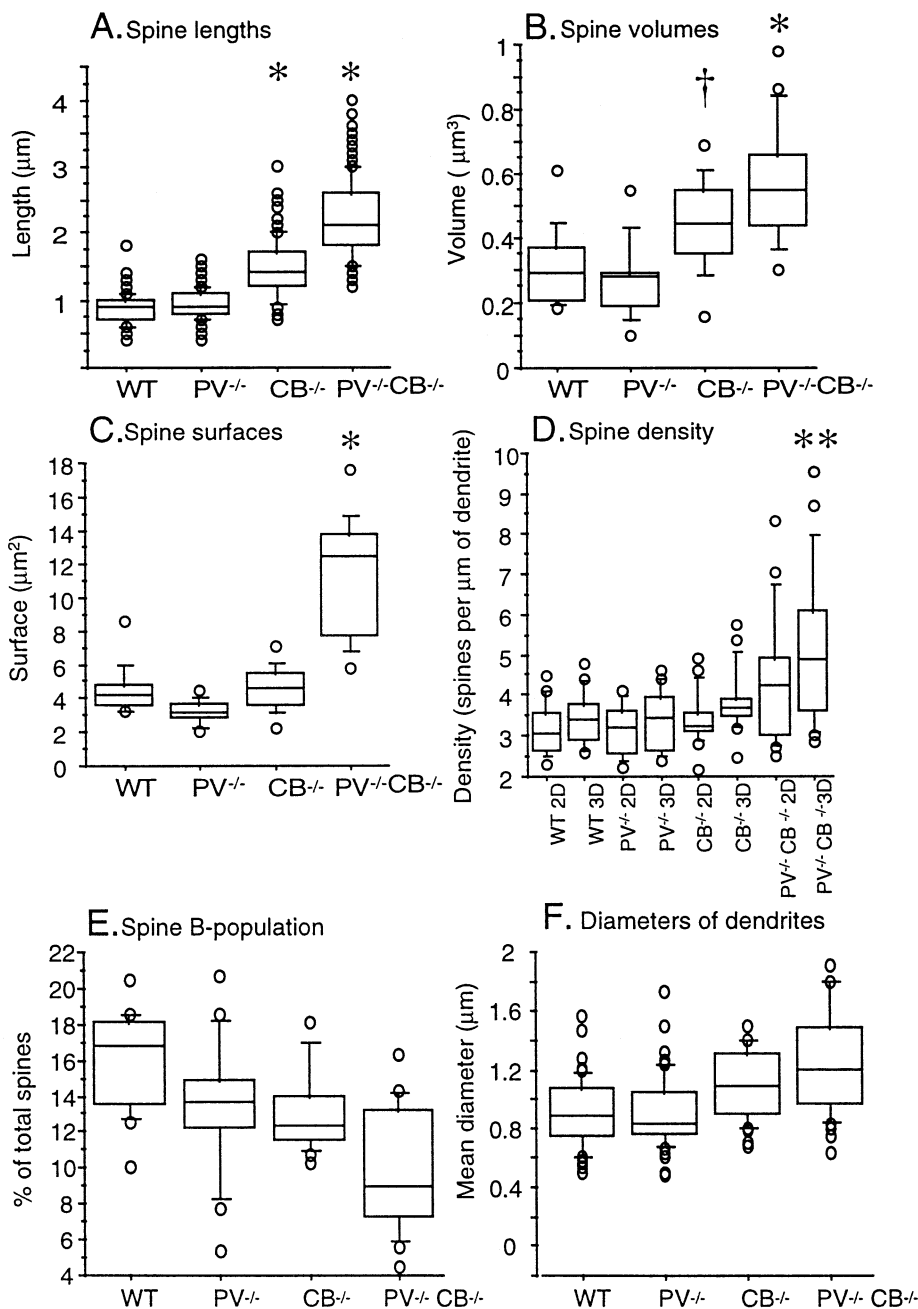 A. Spine lengths
*
*
Length (μm)
4
3
2
1
WT
PV-/-
CB-/-
PV-/-CB-/-
B. Spine volumes
*
†
Volume ( μm³)
1
0.8
0.6
0.4
0.2
0
WT
PV-/-
CB-/-
PV-/-CB-/-
C. Spine surfaces
*
Surface (μm²)
18
16
14
12
10
8
6
4
2
0
WT
PV-/-
CB-/-
PV-/-CB-/-
D. Spine density
**
Density (spines per μm of dendrite)
10
9
8
7
6
5
4
3
2
WT 2D
WT 3D
PV-/- 2D
PV-/- 3D
CB-/- 2D
CB-/- 3D
PV-/- CB -/- 2D
PV-/- CB -/- 3D
E. Spine B-population
% of total spines
22
20
18
16
14
12
10
8
6
4
WT
PV-/-
CB-/-
PV-/- CB-/-
F. Diameters of dendrites
Mean diameter (μm)
2
1.6
1.2
0.8
0.4
0
WT
PV-/-
CB-/-
PV-/- CB-/-